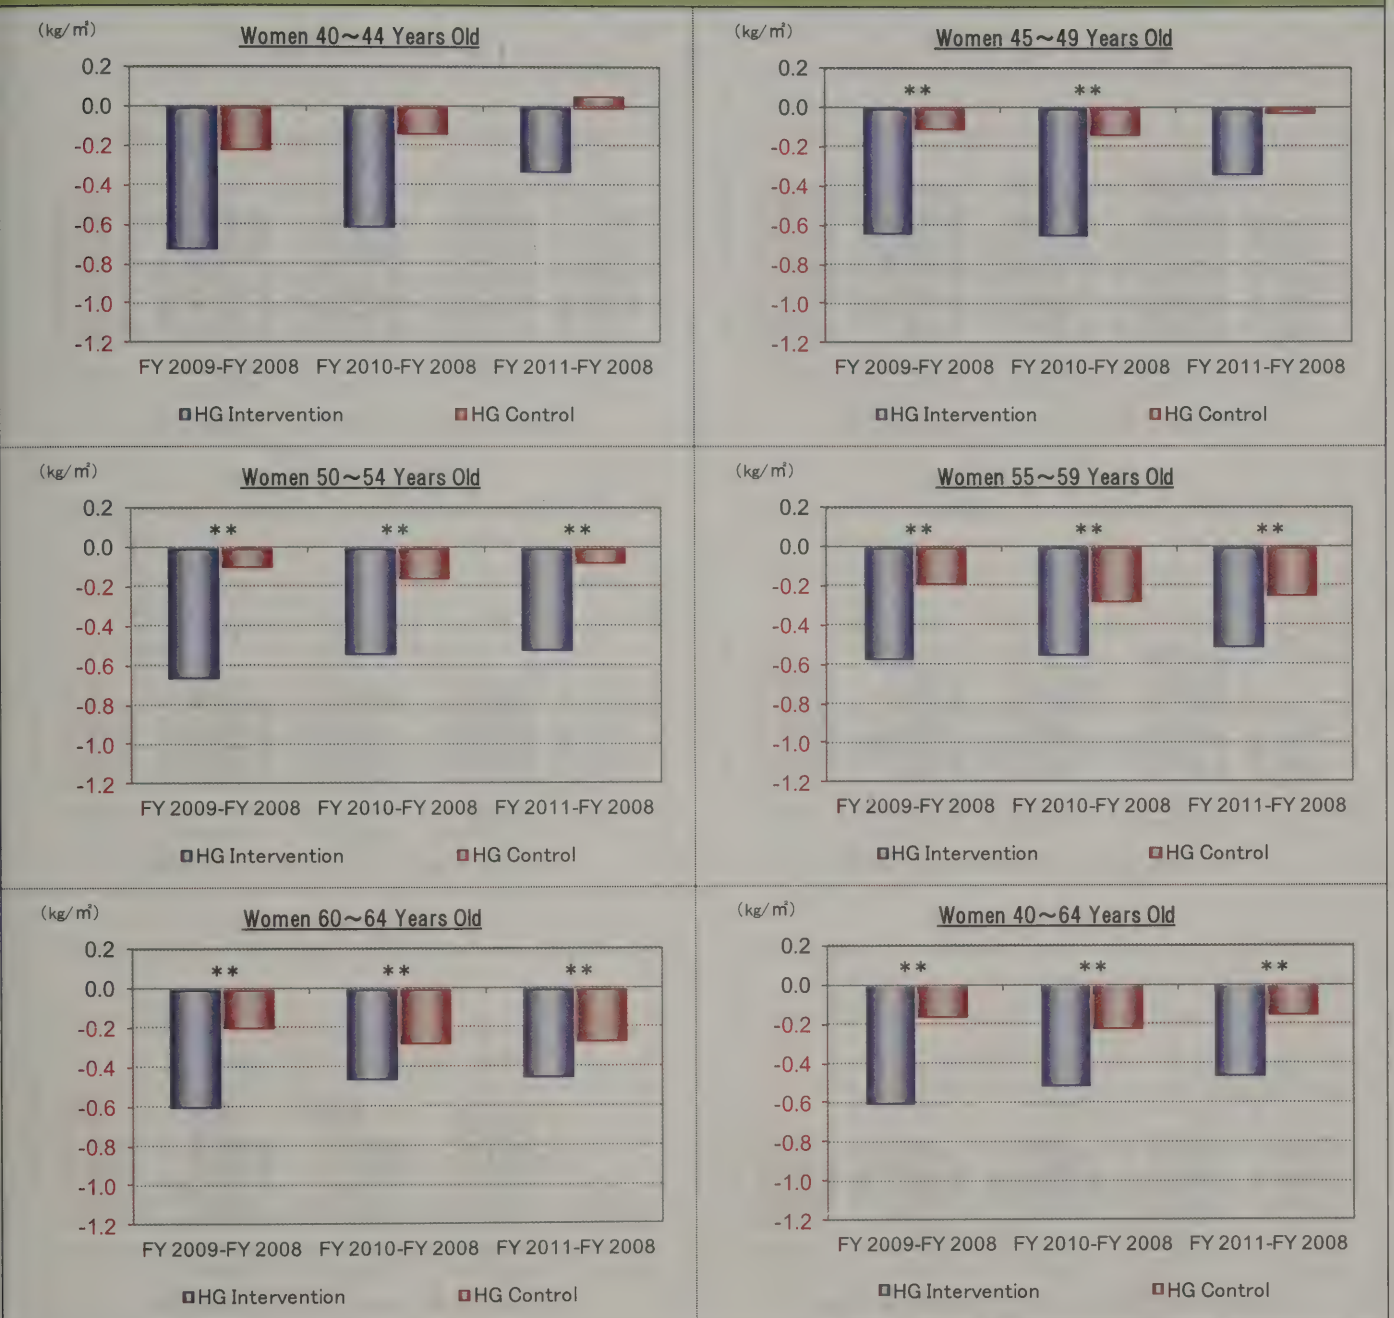 (kg/㎡)
Women 40～44 Years Old
0.2
0.0
-0.2
-0.4
-0.6
-0.8
-1.0
-1.2
FY 2009-FY 2008 FY 2010-FY 2008 FY 2011-FY 2008
HG Intervention HG Control
(kg/㎡)
Women 45～49 Years Old
0.2
** **
0.0
-0.2
-0.4
-0.6
-0.8
-1.0
-1.2
FY 2009-FY 2008 FY 2010-FY 2008 FY 2011-FY 2008
HG Intervention HG Control
(kg/㎡)
Women 50～54 Years Old
0.2
** ** **
0.0
-0.2
-0.4
-0.6
-0.8
-1.0
-1.2
FY 2009-FY 2008 FY 2010-FY 2008 FY 2011-FY 2008
HG Intervention HG Control
(kg/㎡)
Women 55～59 Years Old
0.2
** ** **
0.0
-0.2
-0.4
-0.6
-0.8
-1.0
-1.2
FY 2009-FY 2008 FY 2010-FY 2008 FY 2011-FY 2008
HG Intervention HG Control
(kg/㎡)
Women 60～64 Years Old
0.2
** ** **
0.0
-0.2
-0.4
-0.6
-0.8
-1.0
-1.2
FY 2009-FY 2008 FY 2010-FY 2008 FY 2011-FY 2008
HG Intervention HG Control
(kg/㎡)
Women 40～64 Years Old
0.2
** ** **
0.0
-0.2
-0.4
-0.6
-0.8
-1.0
-1.2
FY 2009-FY 2008 FY 2010-FY 2008 FY 2011-FY 2008
HG Intervention HG Control